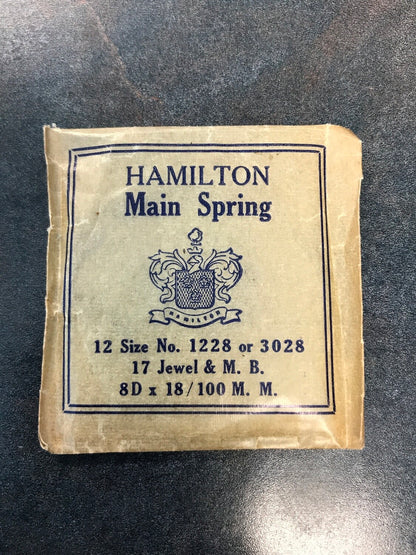 HAMILTON
Main Spring
HAMILTON
12 Size No. 1228 or 3028
17 Jewel & M. B.
8D x 18/100 M. M.